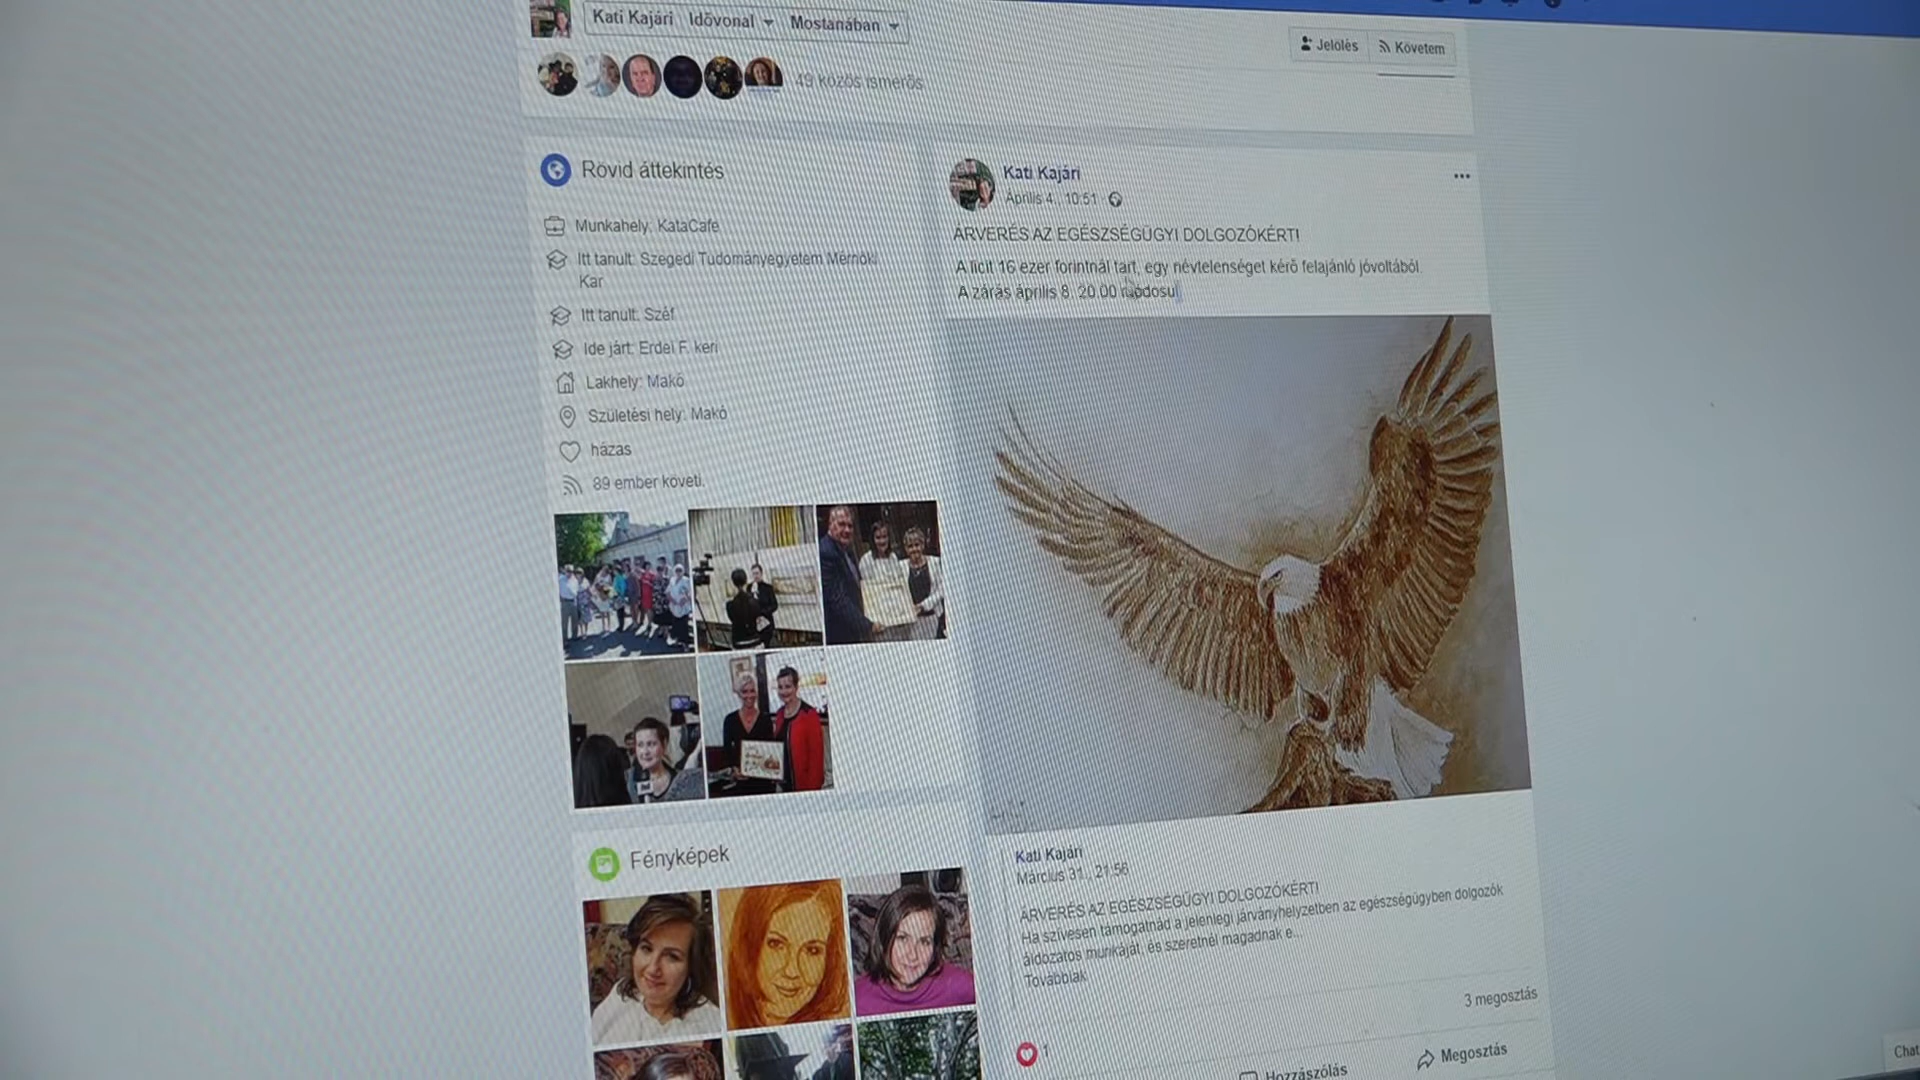 Kati Kajári Idővonal Mostanában
Jelölés Követem
49 közös ismerős
Rövid áttekintés
Munkahely: KataCafe
Itt tanult: Szegedi Tudományegyetem Mérnöki
Kar
Itt tanult: Széf
Ide járt: Erdei F. keri
Lakhely: Makó
Születési hely: Makó
házas
89 ember követi.
Fényképek
Kati Kajári
Április 4., 10:51
ÁRVERÉS AZ EGÉSZSÉGÜGYI DOLGOZÓKÉRT!
A licit 16 ezer forintnál tart, egy névtelenséget kérő felajánló jóvoltából.
A zárás április 8. 20.00
Kati Kajári
Március 31., 21:56
ÁRVERÉS AZ EGÉSZSÉGÜGYI DOLGOZÓKÉRT!
Ha szívesen támogatnád a jelenlegi járványhelyzetben az egészségügyben dolgozók
áldozatos munkáját, és szeretnél magadnak e...
Továbbiak
3 megosztás
1
Hozzászólás Megosztás
Chat